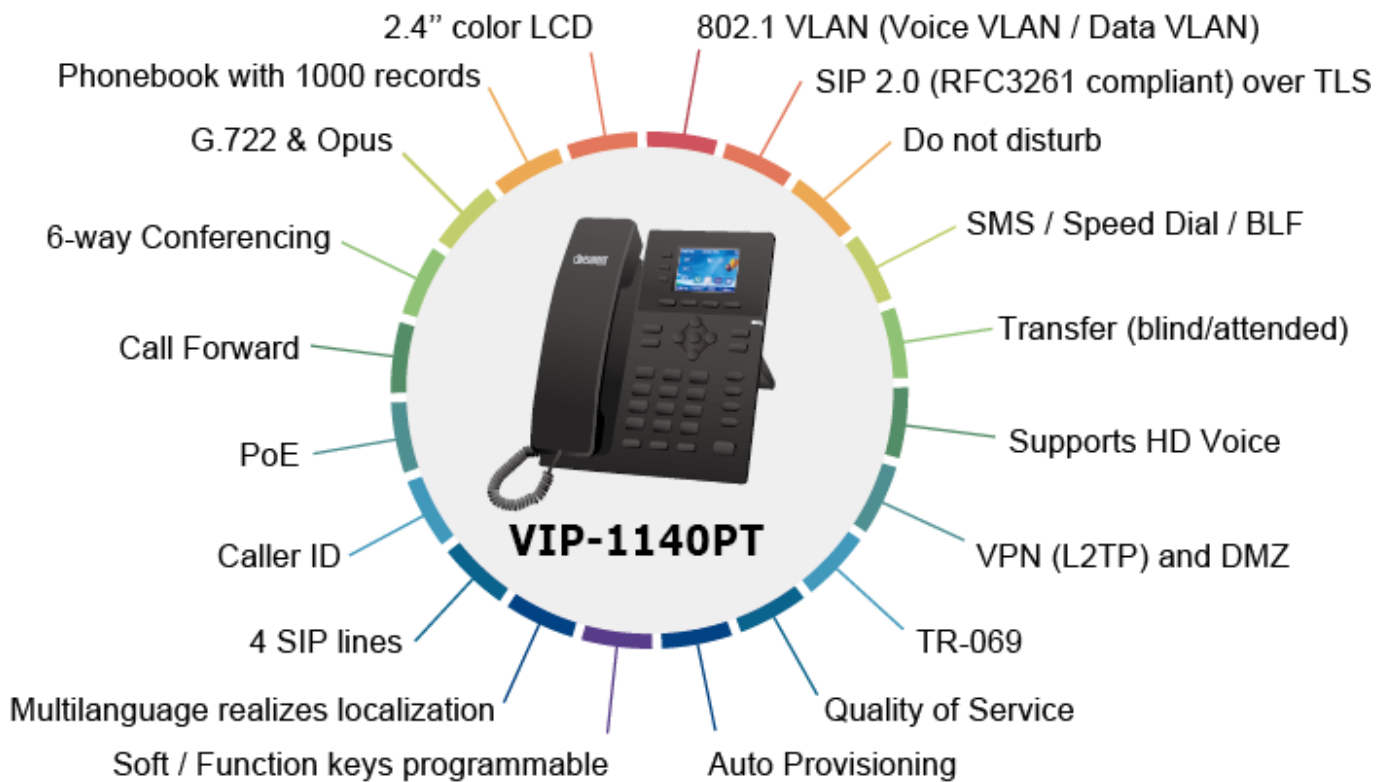 2.4’’ color LCD
802.1 VLAN (Voice VLAN / Data VLAN)
Phonebook with 1000 records
SIP 2.0 (RFC3261 compliant) over TLS
G.722 & Opus
Do not disturb
6-way Conferencing
SMS / Speed Dial / BLF
Call Forward
Transfer (blind/attended)
PoE
Supports HD Voice
Caller ID
VPN (L2TP) and DMZ
4 SIP lines
TR-069
Multilanguage realizes localization
Quality of Service
Soft / Function keys programmable
Auto Provisioning
VIP-1140PT